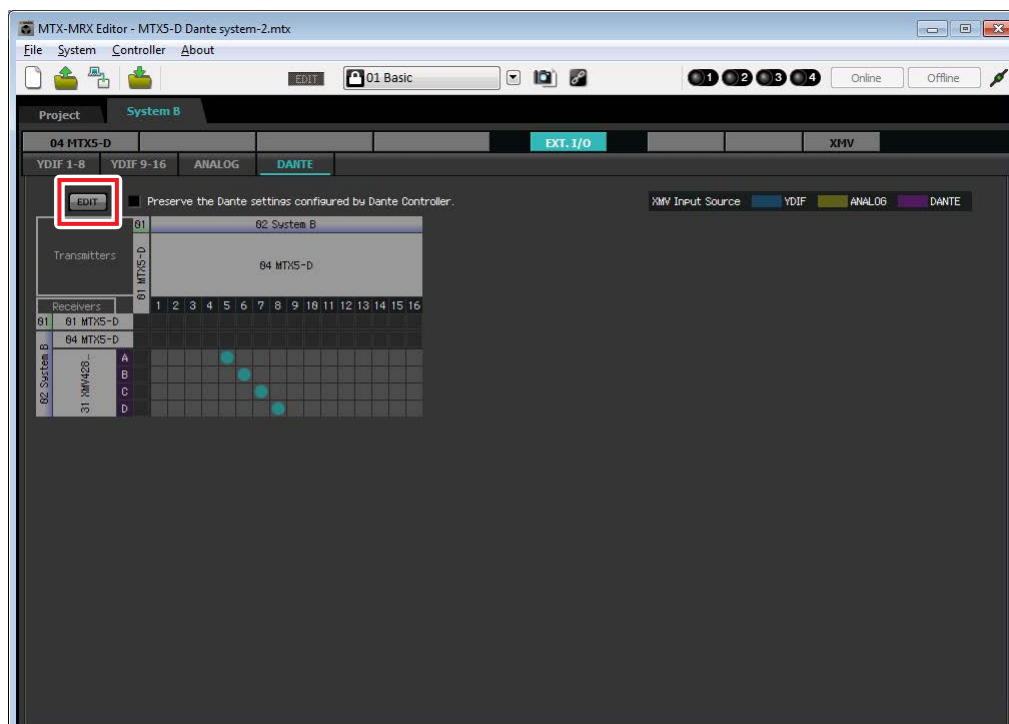 MTX-MRX Editor - MTX5-D Dante system-2.mtx
File System Controller About
EDIT 01 Basic 1 2 3 4 Online Offline
Project System B
04 MTX5-D EXT. I/O XMV
YDIF 1-8 YDIF 9-16 ANALOG DANTE
EDIT Preserve the Dante settings configured by Dante Controller. XMV Input Source YDIF ANALOG DANTE
01 02 System B
Transmitters 01 MTX5-D 04 MTX5-D
Receivers 1 2 3 4 5 6 7 8 9 10 11 12 13 14 15 16
01 01 MTX5-D
02 System B 04 MTX5-D
31 XMV428_ A
B
C
D